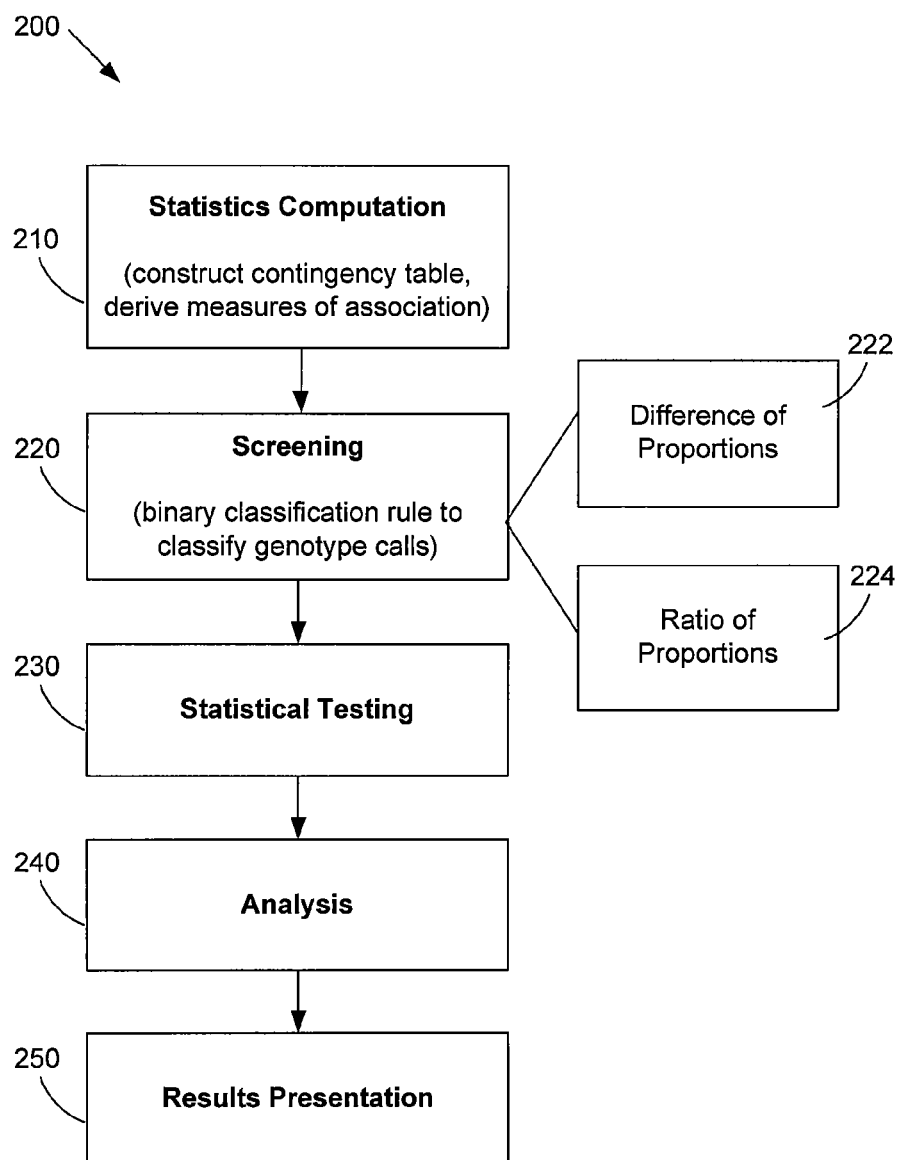 200
Statistics Computation
210
(construct contingency table,
derive measures of association)
222
Difference of
Proportions
220
Screening
(binary classification rule to
classify genotype calls)
224
Ratio of
Proportions
230
Statistical Testing
240
Analysis
250
Results Presentation